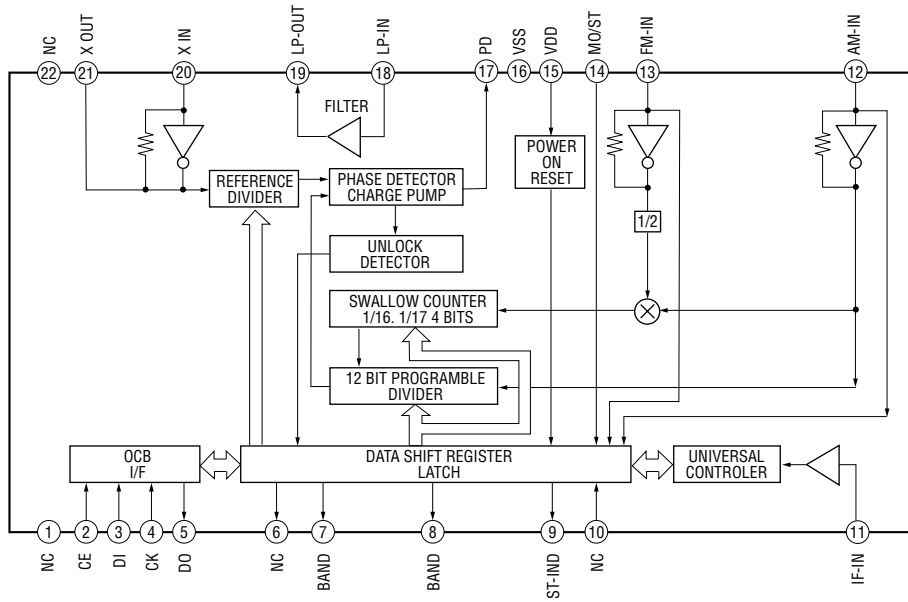 NC
X OUT
X IN
LP-OUT
LP-IN
PD
VSS
VDD
MO/ST
FM-IN
AM-IN
22
21
20
19
18
17
16
15
14
13
12
FILTER
POWER
ON
RESET
REFERENCE
DIVIDER
PHASE DETECTOR
CHARGE PUMP
1/2
UNLOCK
DETECTOR
SWALLOW COUNTER
1/16. 1/17 4 BITS
12 BIT PROGRAMBLE
DIVIDER
OCB
I/F
DATA SHIFT REGISTER
LATCH
UNIVERSAL
CONTROLER
1
2
3
4
5
6
7
8
9
10
11
NC
CE
DI
CK
DO
NC
BAND
BAND
ST-IND
NC
IF-IN